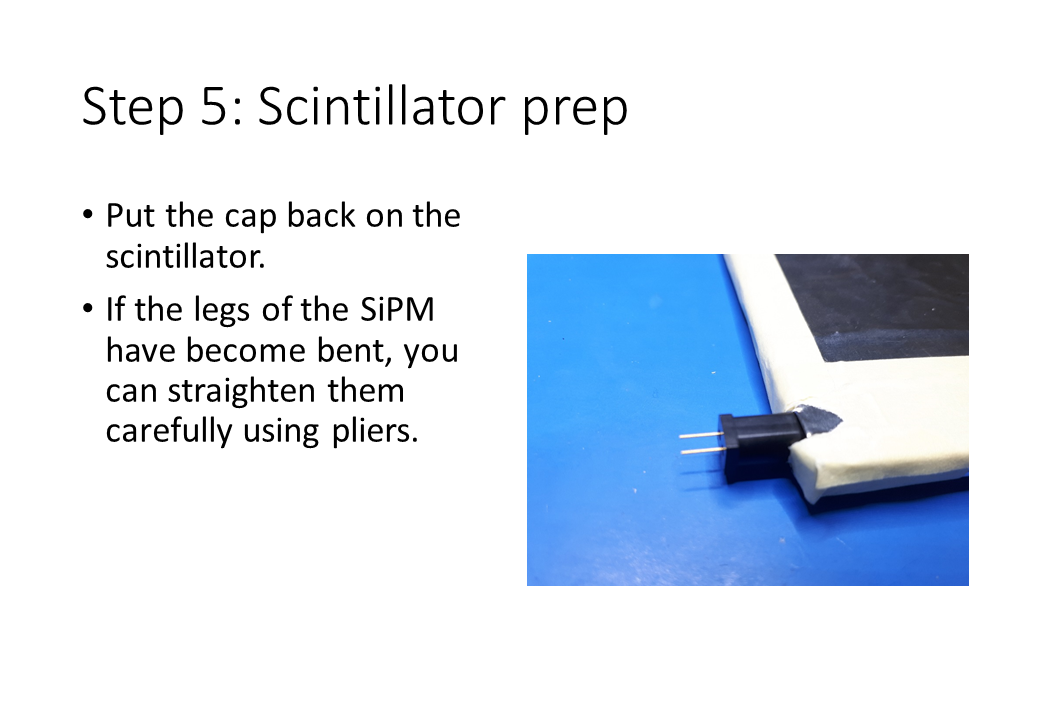 Step 5: Scintillator prep
• Put the cap back on the
scintillator.
• If the legs of the SiPM
have become bent, you
can straighten them
carefully using pliers.